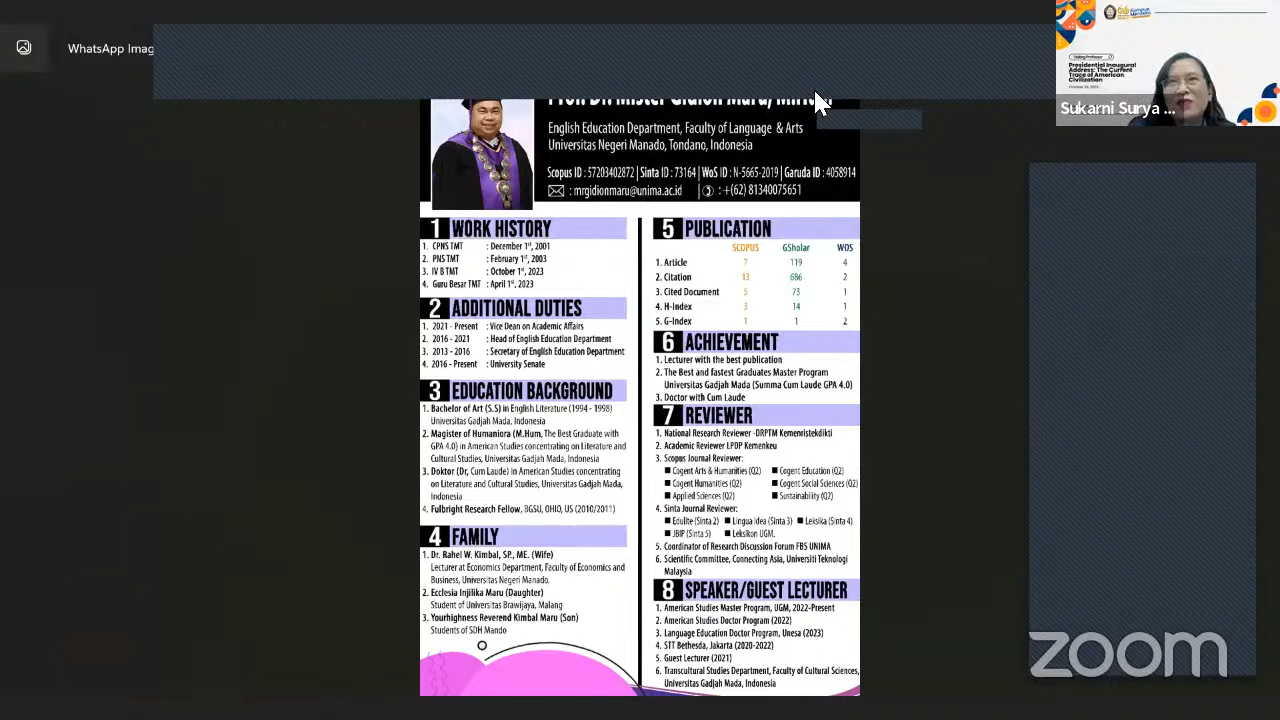 WhatsApp Imag
Prof. Dr. Mister Gidion Maru, M.Hum
English Education Department, Faculty of Language & Arts
Universitas Negeri Manado, Tondano, Indonesia
Scopus ID : 57203402872 | Sinta ID : 73164 | WoS ID : N-5665-2019 | Garuda ID : 4058914
: mrgidionmaru@unima.ac.id | : +(62) 81340075651
1 WORK HISTORY
1. CPNS TMT : December 1st, 2001
2. PNS TMT : February 1st, 2003
3. IV B TMT : October 1st, 2023
4. Guru Besar TMT : April 1st, 2023
2 ADDITIONAL DUTIES
1. 2021 - Present : Vice Dean on Academic Affairs
2. 2016 - 2021 : Head of English Education Department
3. 2013 - 2016 : Secretary of English Education Department
4. 2016 - Present : University Senate
3 EDUCATION BACKGROUND
1. Bachelor of Art (S.S) in English Literature (1994 - 1998)
Universitas Gadjah Mada, Indonesia
2. Magister of Humaniora (M.Hum, The Best Graduate with
GPA 4.0) in American Studies concentrating on Literature and
Cultural Studies, Universitas Gadjah Mada, Indonesia
3. Doktor (Dr, Cum Laude) in American Studies concentrating
on Literature and Cultural Studies, Universitas Gadjah Mada,
Indonesia
4. Fulbright Research Fellow, BGSU, OHIO, US (2010/2011)
4 FAMILY
1. Dr. Rahel W. Kimbal, SP., ME. (Wife)
Lecturer at Economics Department, Faculty of Economics and
Business, Universitas Negeri Manado.
2. Ecclesia Injilika Maru (Daughter)
Student of Universitas Brawijaya, Malang
3. Yourhighness Reverend Kimbal Maru (Son)
Students of SDH Mando
5 PUBLICATION
SCOPUS GSholar WOS
1. Article 7 119 4
2. Citation 13 686 2
3. Cited Document 5 73 1
4. H-Index 3 14 1
5. G-Index 1 1 2
6 ACHIEVEMENT
1. Lecturer with the best publication
2. The Best and fastest Graduates Master Program
Universitas Gadjah Mada (Summa Cum Laude GPA 4.0)
3. Doctor with Cum Laude
7 REVIEWER
1. National Research Reviewer -DRPTM Kemenristekdikti
2. Academic Reviewer LPDP Kemenkeu
3. Scopus Journal Reviewer:
Cogent Arts & Humanities (Q2) Cogent Education (Q2)
Cogent Humanities (Q2) Cogent Social Sciences (Q2)
Applied Sciences (Q2) Sustainability (Q2)
4. Sinta Journal Reviewer:
Edulite (Sinta 2) Lingua Idea (Sinta 3) Leksika (Sinta 4)
JBIP (Sinta 5) Leksikon UGM.
5. Coordinator of Research Discussion Forum FBS UNIMA
6. Scientific Committee, Connecting Asia, Universiti Teknologi
Malaysia
8 SPEAKER/GUEST LECTURER
1. American Studies Master Program, UGM, 2022-Present
2. American Studies Doctor Program (2022)
3. Language Education Doctor Program, Unesa (2023)
4. STT Bethesda, Jakarta (2020-2022)
5. Guest Lecturer (2021)
6. Transcultural Studies Department, Faculty of Cultural Sciences,
Universitas Gadjah Mada, Indonesia
Presidential Inaugural
Address: The Current
Trace of American
Civilization
Sukarni Surya ...
zoom